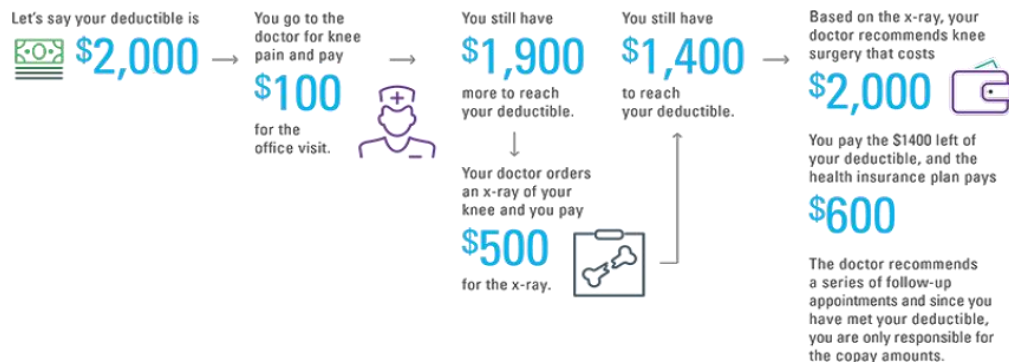 Let's say your deductible is
$2,000
You go to the
doctor for knee
pain and pay
$100
for the
office visit.
You still have
$1,900
more to reach
your deductible.
Your doctor orders
an x-ray of your
knee and you pay
$500
for the x-ray.
You still have
$1,400
to reach
your deductible.
Based on the x-ray, your
doctor recommends knee
surgery that costs
$2,000
You pay the $1400 left of
your deductible, and the
health insurance plan pays
$600
The doctor recommends
a series of follow-up
appointments and since you
have met your deductible,
you are only responsible for
the copay amounts.